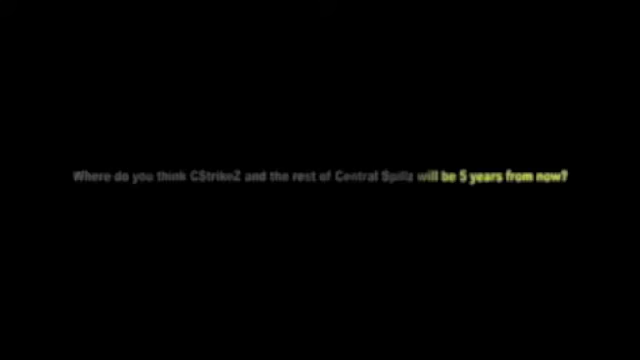 Where do you think CStrikeZ and the rest of Central Spillz will be 5 years from now?